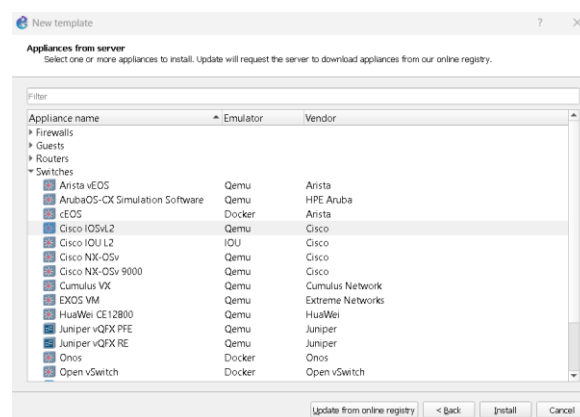 New template
Appliances from server
Select one or more appliances to install. Update will request the server to download appliances from our online registry.
Filter
Appliance name Emulator Vendor
Firewalls
Guests
Routers
Switches
Arista vEOS Qemu Arista
ArubaOS-CX Simulation Software Qemu HPE Aruba
cEOS Docker Arista
Cisco IOSvL2 Qemu Cisco
Cisco IOU L2 IOU Cisco
Cisco NX-OSv Qemu Cisco
Cisco NX-OSv 9000 Qemu Cisco
Cumulus VX Qemu Cumulus Network
EXOS VM Qemu Extreme Networks
HuaWei CE12800 Qemu HuaWei
Juniper vQFX PFE Qemu Juniper
Juniper vQFX RE Qemu Juniper
Onos Docker Onos
Open vSwitch Docker Open vSwitch
Update from online registry < Back Install Cancel